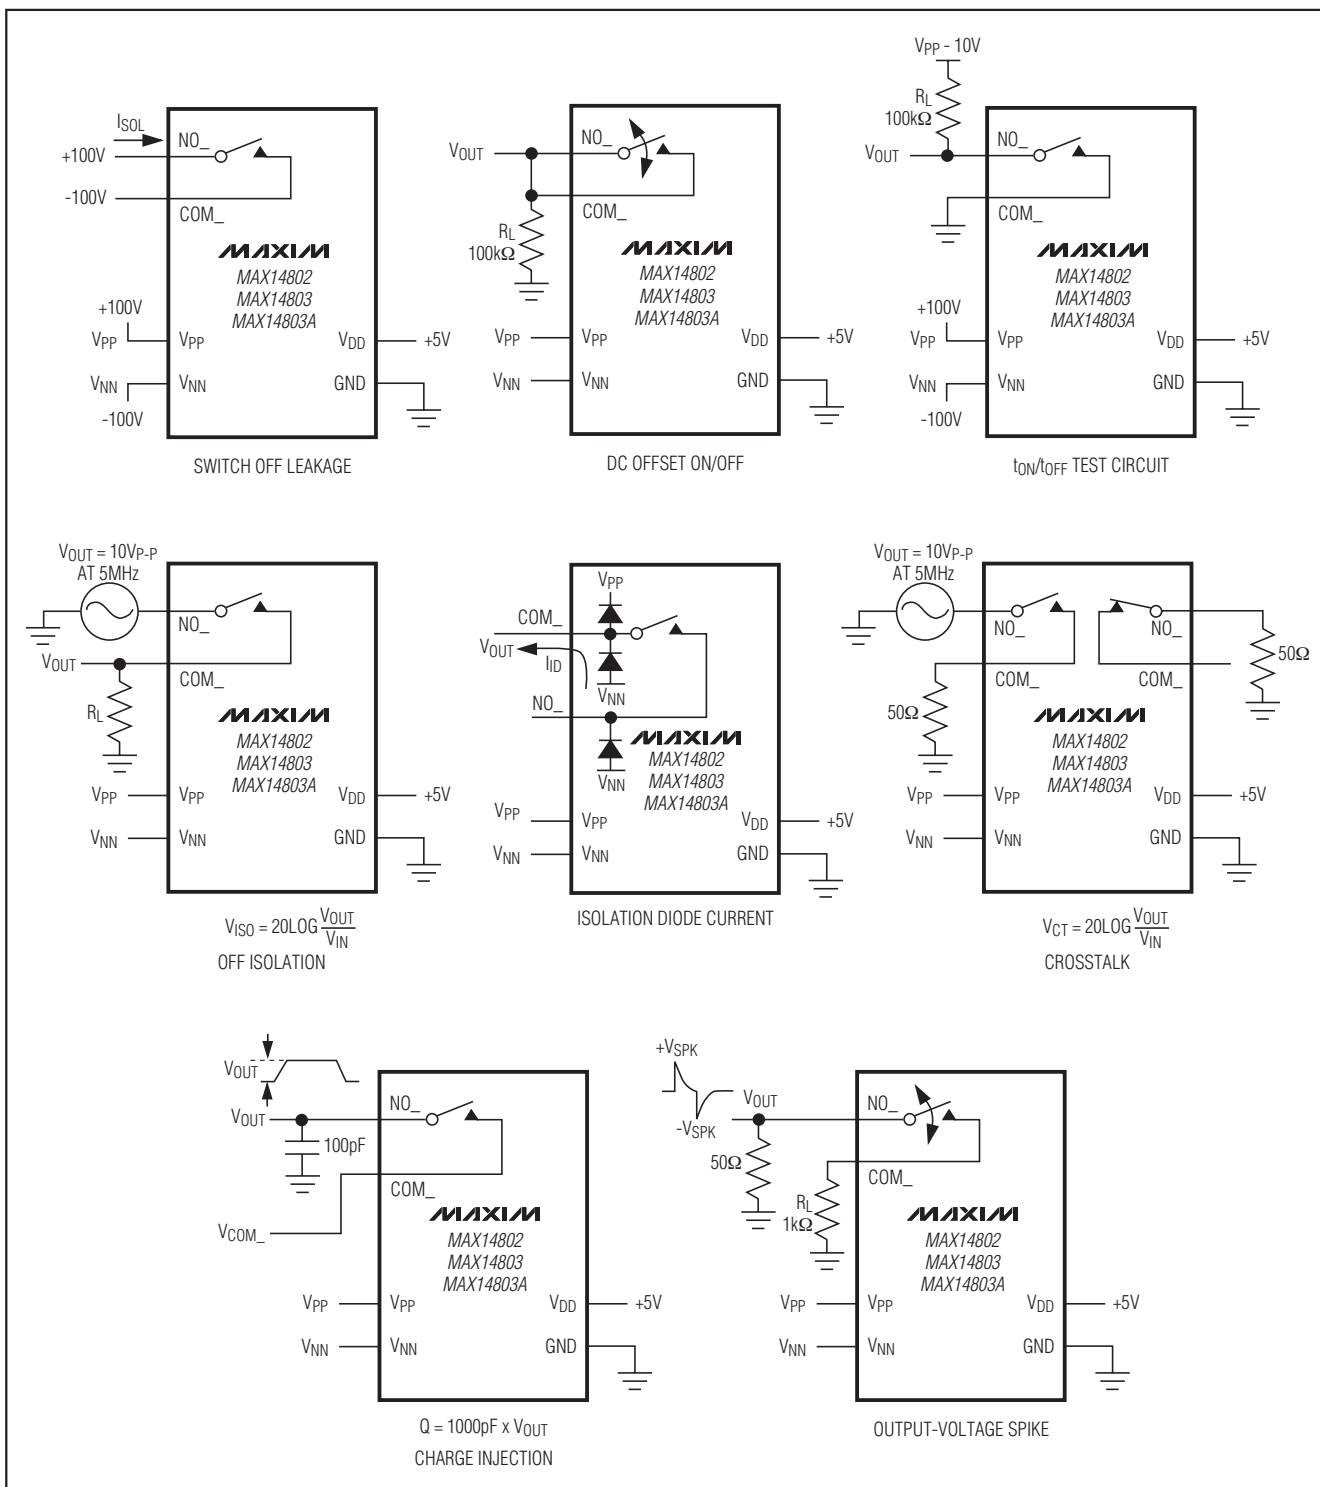 SWITCH OFF LEAKAGE
ISOL
+100V
-100V
NO_
COM_
MAXIM
MAX14802
MAX14803
MAX14803A
+100V
VPP
VPP
VDD
+5V
VNN
VNN
GND
-100V
DC OFFSET ON/OFF
VOUT
NO_
COM_
RL
100kΩ
MAXIM
MAX14802
MAX14803
MAX14803A
VPP
VPP
VDD
+5V
VNN
VNN
GND
tON/tOFF TEST CIRCUIT
VPP - 10V
RL
100kΩ
VOUT
NO_
COM_
MAXIM
MAX14802
MAX14803
MAX14803A
+100V
VPP
VPP
VDD
+5V
VNN
VNN
GND
-100V
VOUT = 10VP-P
AT 5MHz
NO_
VOUT
COM_
RL
MAXIM
MAX14802
MAX14803
MAX14803A
VPP
VPP
VDD
+5V
VNN
VNN
GND
VISO = 20LOG VOUT
VIN
OFF ISOLATION
VPP
COM_
VOUT
IID
VNN
NO_
VNN
MAXIM
MAX14802
MAX14803
MAX14803A
VPP
VPP
VDD
+5V
VNN
VNN
GND
ISOLATION DIODE CURRENT
VOUT = 10VP-P
AT 5MHz
NO_
NO_
50Ω
COM_
COM_
50Ω
MAXIM
MAX14802
MAX14803
MAX14803A
VPP
VPP
VDD
+5V
VNN
VNN
GND
VCT = 20LOG VOUT
VIN
CROSSTALK
VOUT
VOUT
NO_
100pF
COM_
VCOM_
MAXIM
MAX14802
MAX14803
MAX14803A
VPP
VPP
VDD
+5V
VNN
VNN
GND
Q = 1000pF x VOUT
CHARGE INJECTION
+VSPK
VOUT
NO_
-VSPK
50Ω
COM_
RL
1kΩ
MAXIM
MAX14802
MAX14803
MAX14803A
VPP
VPP
VDD
+5V
VNN
VNN
GND
OUTPUT-VOLTAGE SPIKE